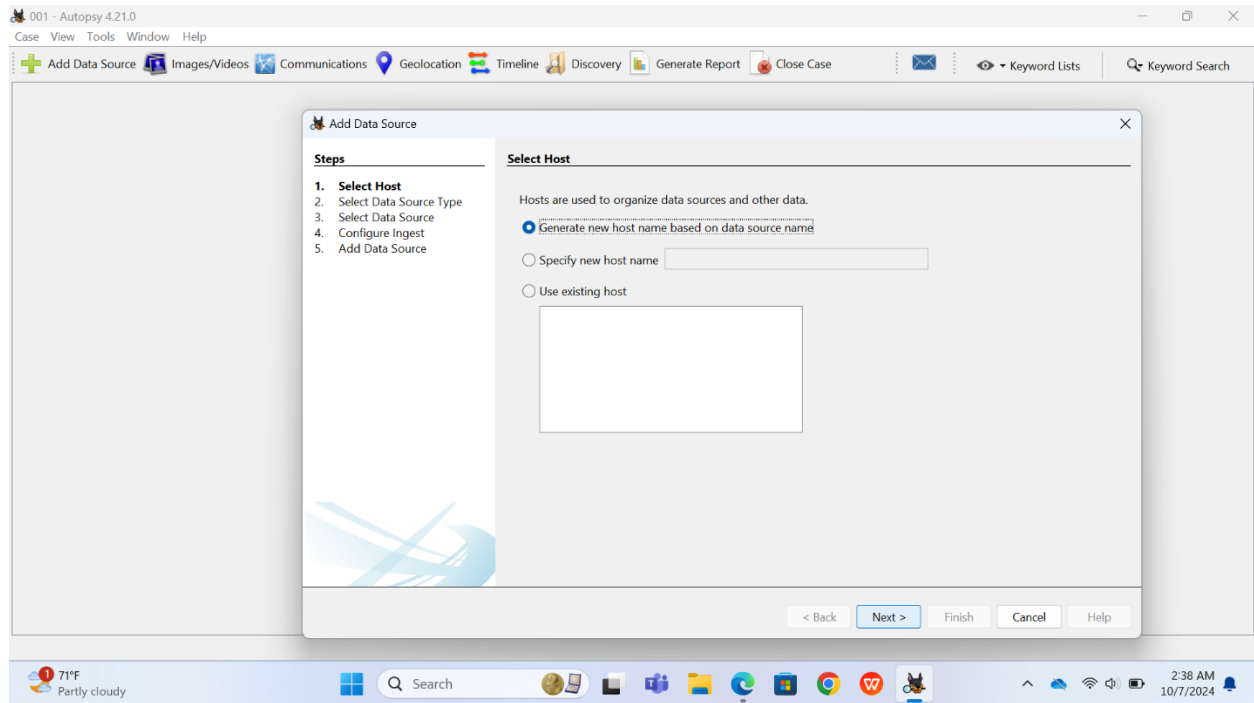 001 - Autopsy 4.21.0
Case View Tools Window Help
Add Data Source Images/Videos Communications Geolocation Timeline Discovery Generate Report Close Case Keyword Lists Keyword Search
Add Data Source
Steps
1. Select Host
2. Select Data Source Type
3. Select Data Source
4. Configure Ingest
5. Add Data Source
Select Host
Hosts are used to organize data sources and other data.
Generate new host name based on data source name
Specify new host name
Use existing host
< Back Next > Finish Cancel Help
1
71°F
Partly cloudy
Search
2:38 AM
10/7/2024